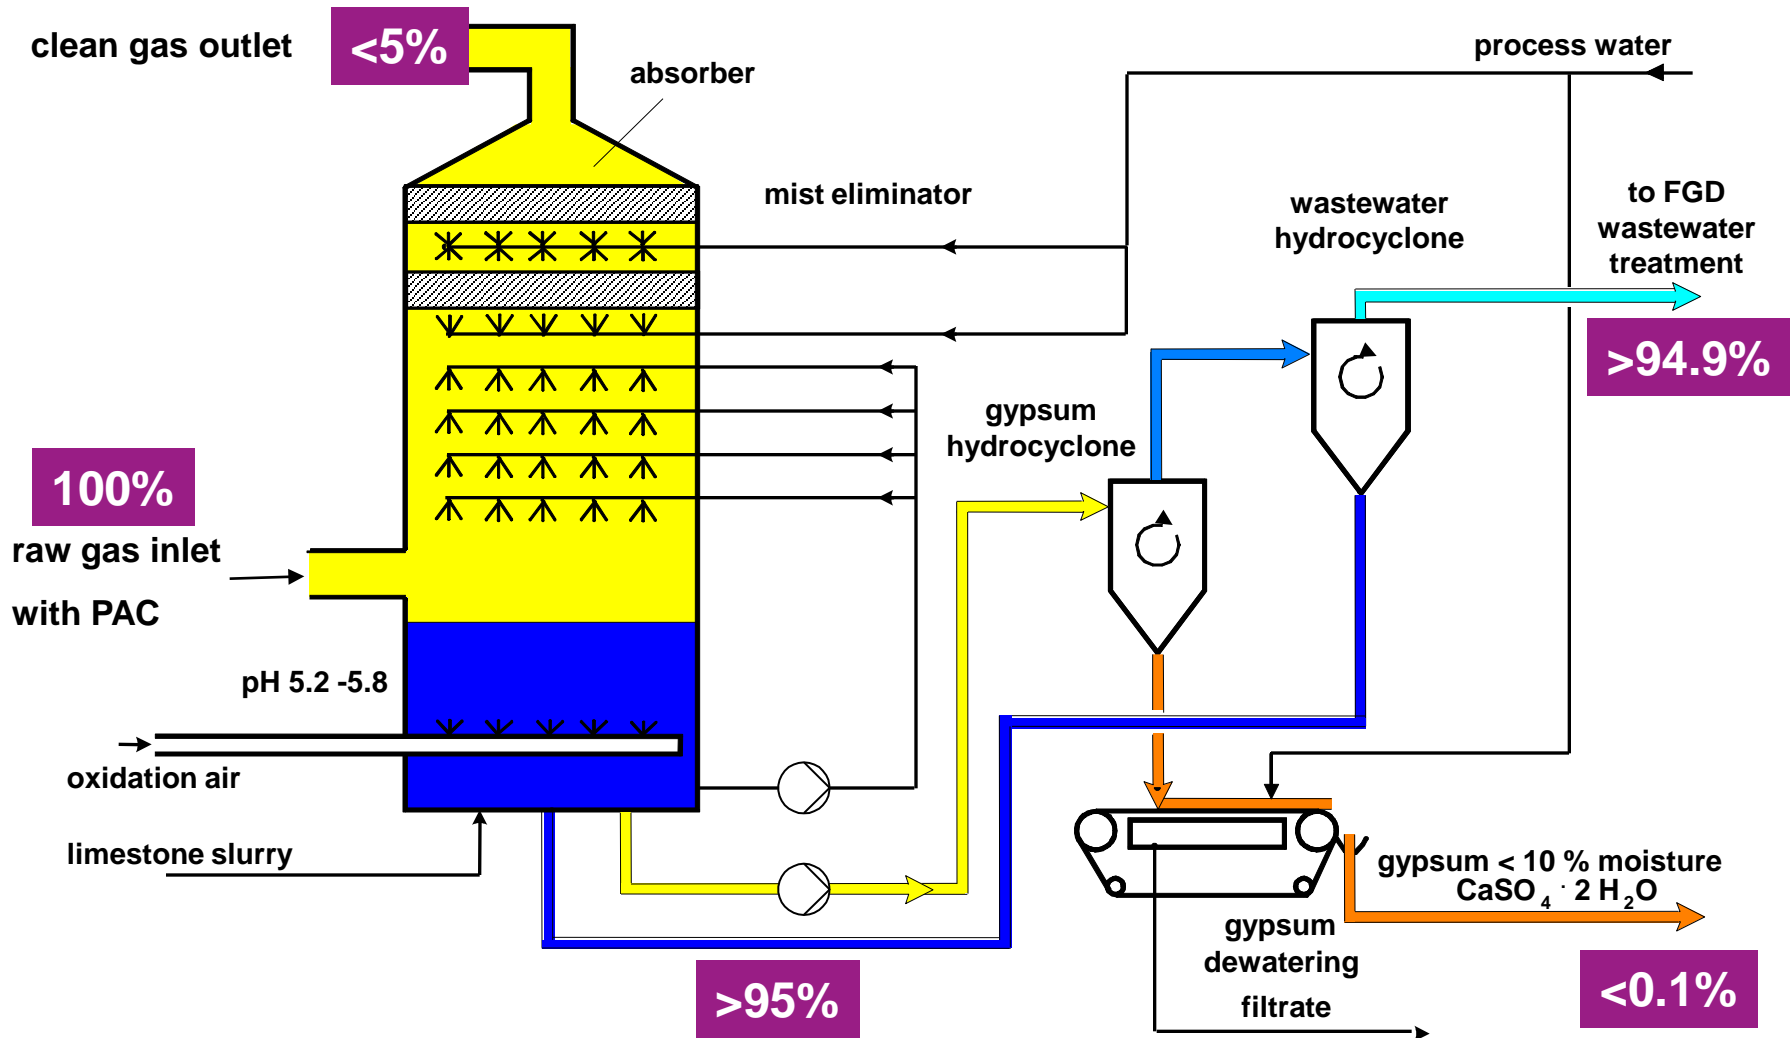 clean gas outlet
<5%
absorber
process water
mist eliminator
wastewater
hydrocyclone
to FGD
wastewater
treatment
>94.9%
gypsum
hydrocyclone
100%
raw gas inlet
with PAC
pH 5.2 -5.8
oxidation air
limestone slurry
gypsum < 10 % moisture
CaSO₄ · 2 H₂O
gypsum
dewatering
filtrate
>95%
<0.1%